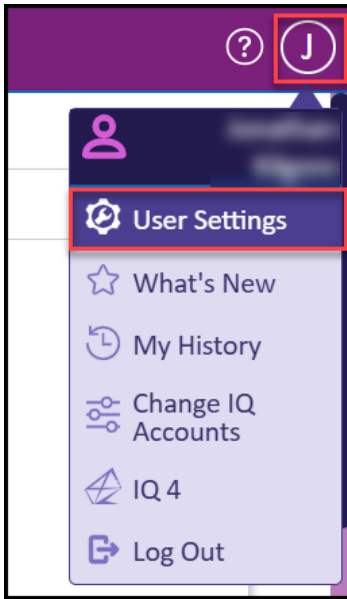 ? J
User Settings
What's New
My History
Change IQ
Accounts
IQ 4
Log Out